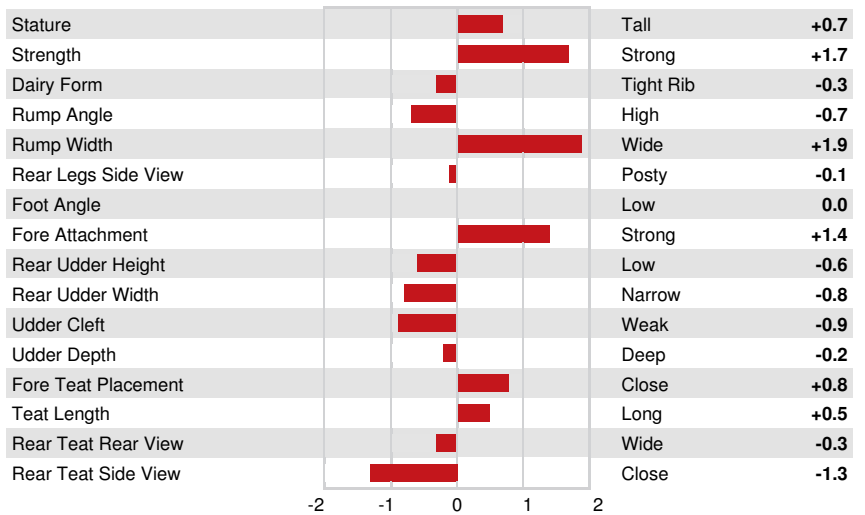 Stature Tall +0.7
Strength Strong +1.7
Dairy Form Tight Rib -0.3
Rump Angle High -0.7
Rump Width Wide +1.9
Rear Legs Side View Posty -0.1
Foot Angle Low 0.0
Fore Attachment Strong +1.4
Rear Udder Height Low -0.6
Rear Udder Width Narrow -0.8
Udder Cleft Weak -0.9
Udder Depth Deep -0.2
Fore Teat Placement Close +0.8
Teat Length Long +0.5
Rear Teat Rear View Wide -0.3
Rear Teat Side View Close -1.3
-2 -1 0 1 2